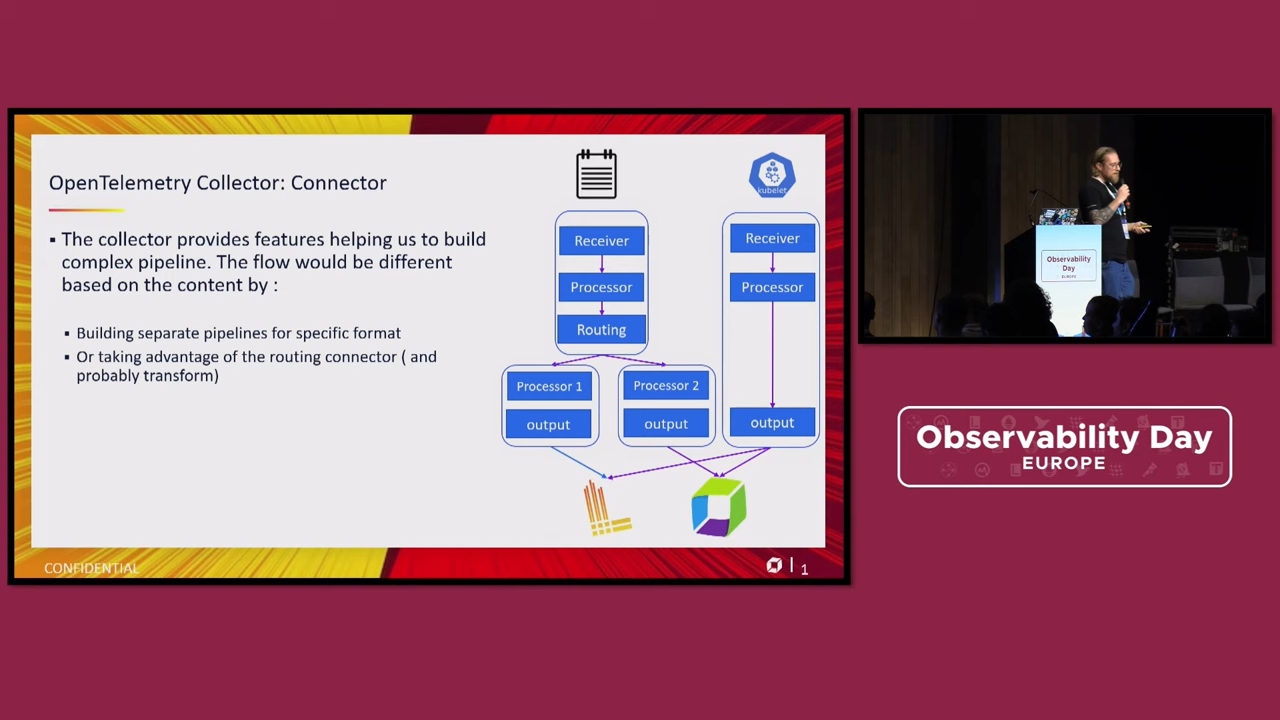 OpenTelemetry Collector: Connector
▪ The collector provides features helping us to build
complex pipeline. The flow would be different
based on the content by :
▪ Building separate pipelines for specific format
▪ Or taking advantage of the routing connector ( and
probably transform)
kubelet
Receiver
Processor
Routing
Processor 1
output
Processor 2
output
Receiver
Processor
output
CONFIDENTIAL
1
Observability
Day
EUROPE
Observability Day
EUROPE